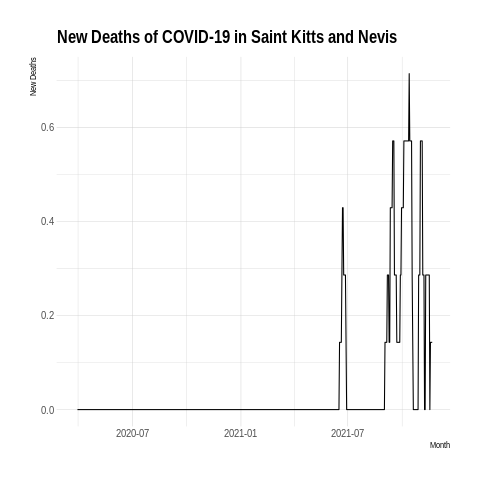 New Deaths of COVID-19 in Saint Kitts and Nevis
New Deaths
0.6
0.4
0.2
0.0
2020-07
2021-01
2021-07
Month